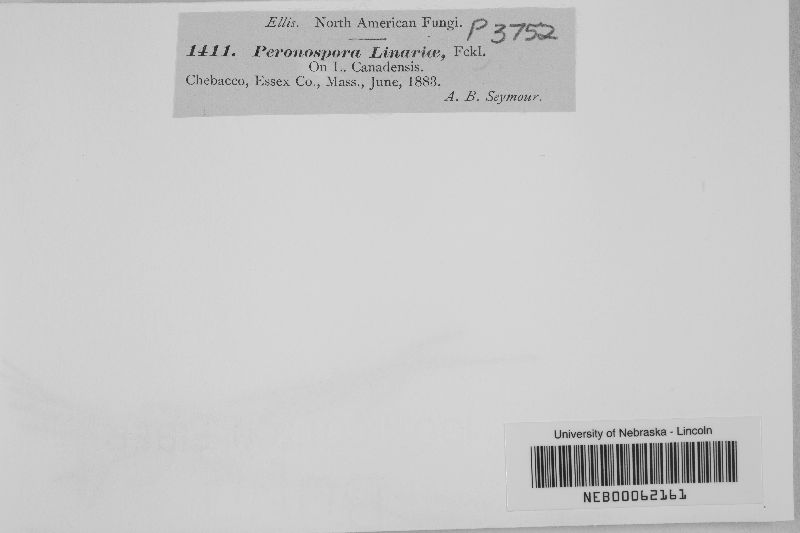 Ellis. North American Fungi. P 3752
1411. Peronospora Linariæ, Fckl.
On L. Canadensis.
Chebacco, Essex Co., Mass., June, 1883.
A. B. Seymour.
University of Nebraska - Lincoln
NEB00062161